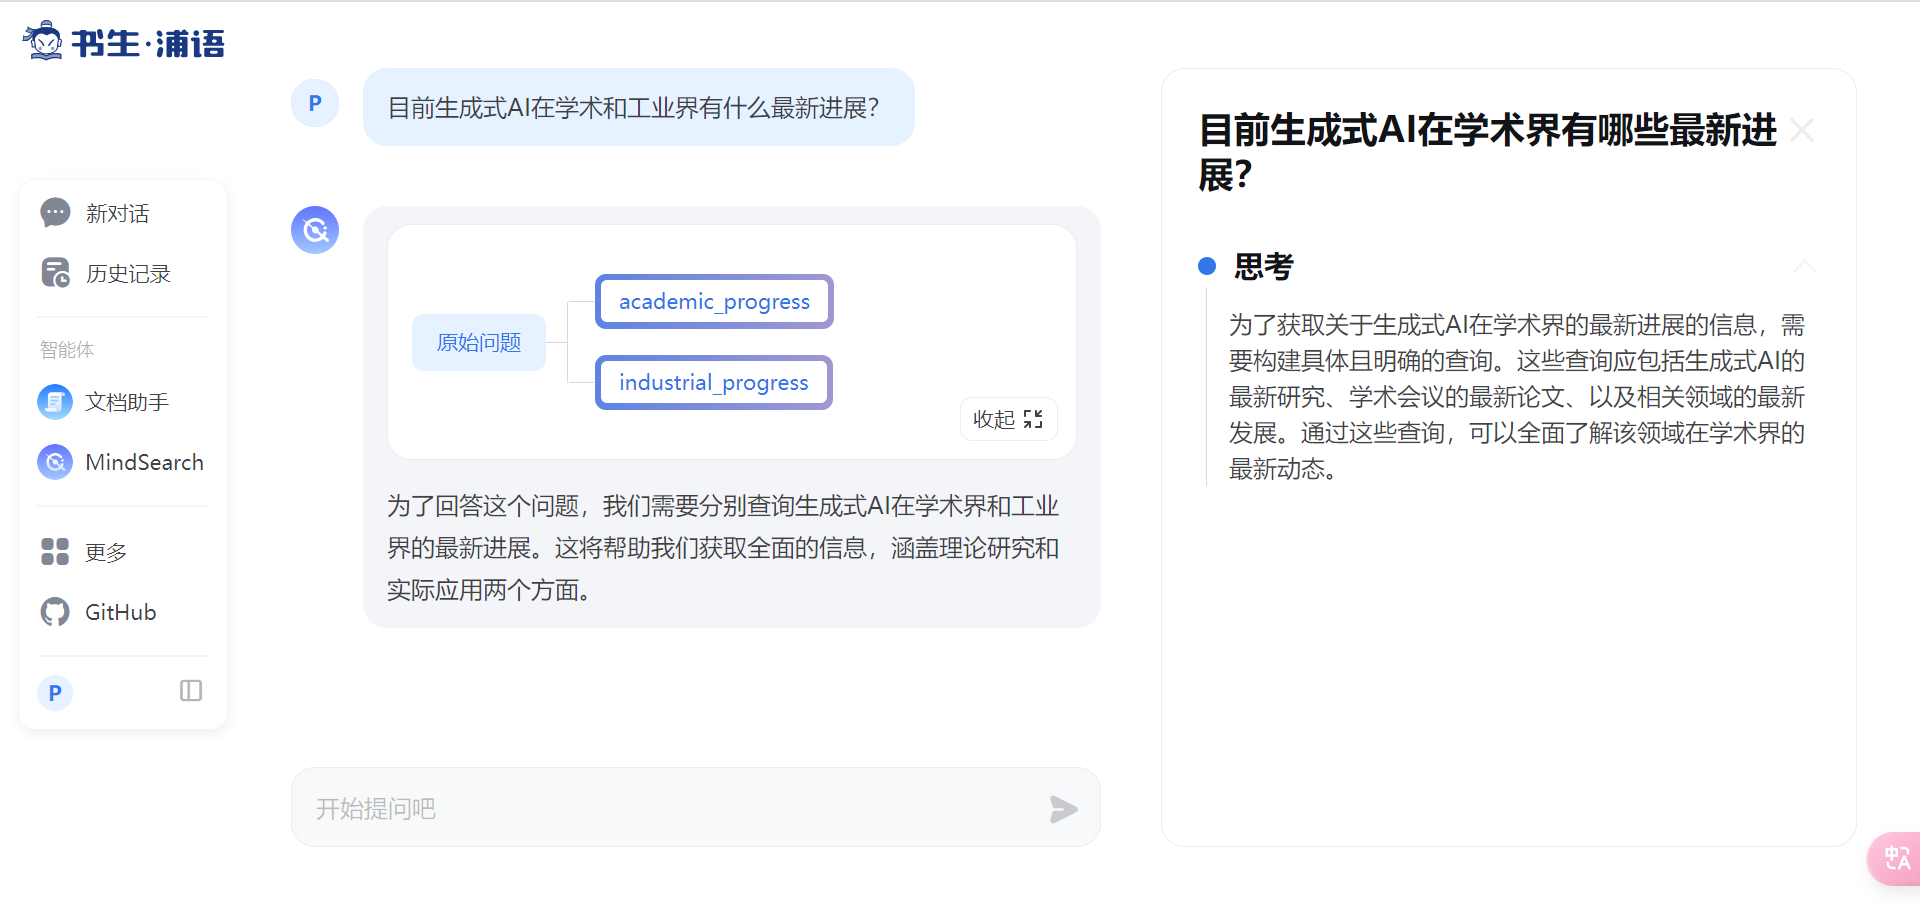 书生·浦语
新对话
历史记录
智能体
文档助手
MindSearch
更多
GitHub
P
P
目前生成式AI在学术和工业界有什么最新进展？
原始问题
academic_progress
industrial_progress
收起
为了回答这个问题，我们需要分别查询生成式AI在学术界和工业
界的最新进展。这将帮助我们获取全面的信息，涵盖理论研究和
实际应用两个方面。
开始提问吧
目前生成式AI在学术界有哪些最新进
展？
思考
为了获取关于生成式AI在学术界的最新进展的信息，需
要构建具体且明确的查询。这些查询应包括生成式AI的
最新研究、学术会议的最新论文、以及相关领域的最新
发展。通过这些查询，可以全面了解该领域在学术界的
最新动态。
中A